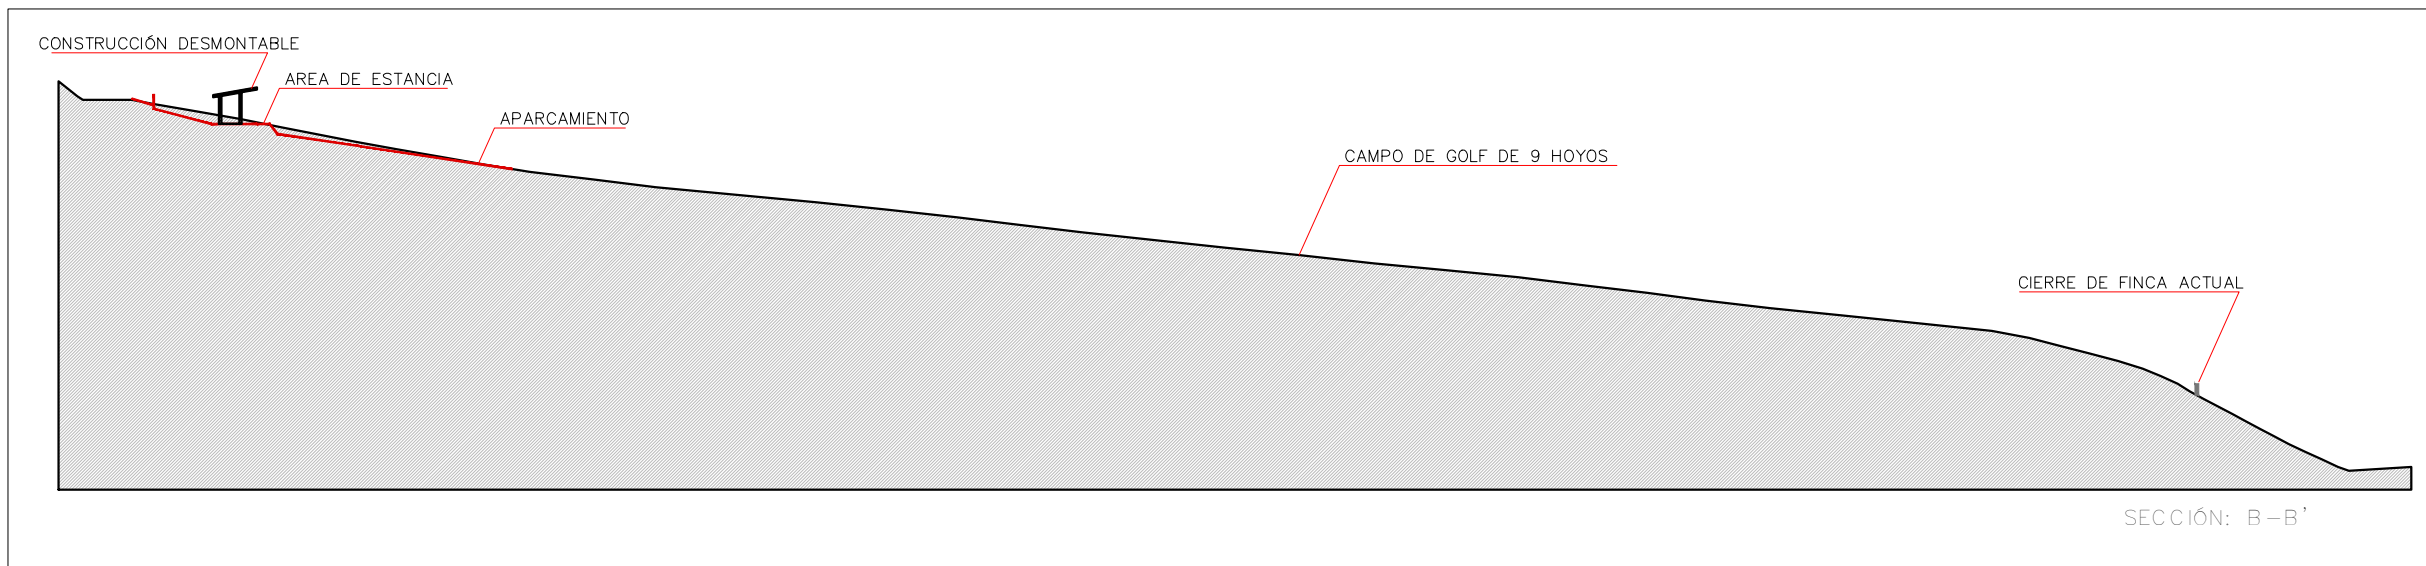 CONSTRUCCIÓN DESMONTABLE
AREA DE ESTANCIA
APARCAMIENTO
CAMPO DE GOLF DE 9 HOYOS
CIERRE DE FINCA ACTUAL
SECCIÓN: B-B'